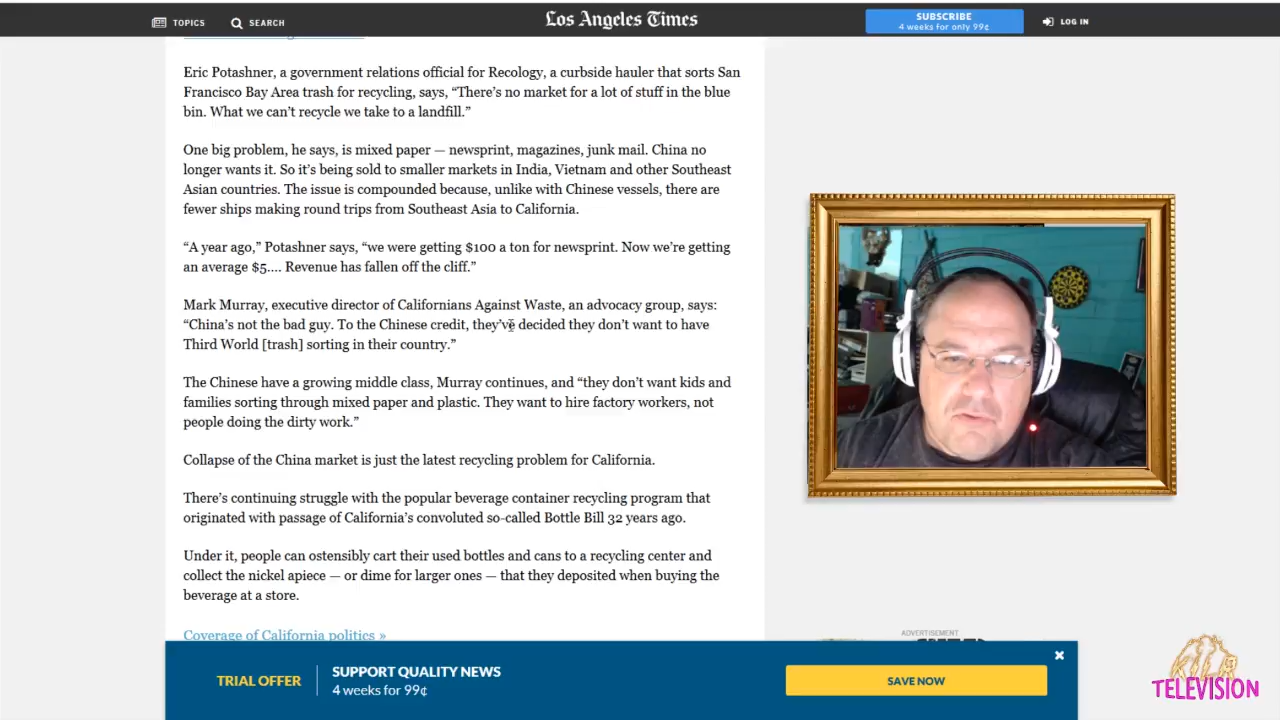 TOPICS
SEARCH
Los Angeles Times
SUBSCRIBE
4 weeks for only 99¢
LOG IN
Eric Potashner, a government relations official for Recology, a curbside hauler that sorts San
Francisco Bay Area trash for recycling, says, “There’s no market for a lot of stuff in the blue
bin. What we can’t recycle we take to a landfill.”
One big problem, he says, is mixed paper — newsprint, magazines, junk mail. China no
longer wants it. So it’s being sold to smaller markets in India, Vietnam and other Southeast
Asian countries. The issue is compounded because, unlike with Chinese vessels, there are
fewer ships making round trips from Southeast Asia to California.
“A year ago,” Potashner says, “we were getting $100 a ton for newsprint. Now we’re getting
an average $5.... Revenue has fallen off the cliff.”
Mark Murray, executive director of Californians Against Waste, an advocacy group, says:
“China’s not the bad guy. To the Chinese credit, they’ve decided they don’t want to have
Third World [trash] sorting in their country.”
The Chinese have a growing middle class, Murray continues, and “they don’t want kids and
families sorting through mixed paper and plastic. They want to hire factory workers, not
people doing the dirty work.”
Collapse of the China market is just the latest recycling problem for California.
There’s continuing struggle with the popular beverage container recycling program that
originated with passage of California’s convoluted so-called Bottle Bill 32 years ago.
Under it, people can ostensibly cart their used bottles and cans to a recycling center and
collect the nickel apiece — or dime for larger ones — that they deposited when buying the
beverage at a store.
Coverage of California politics »
ADVERTISEMENT
TRIAL OFFER
SUPPORT QUALITY NEWS
4 weeks for 99¢
SAVE NOW
KILR
TELEVISION